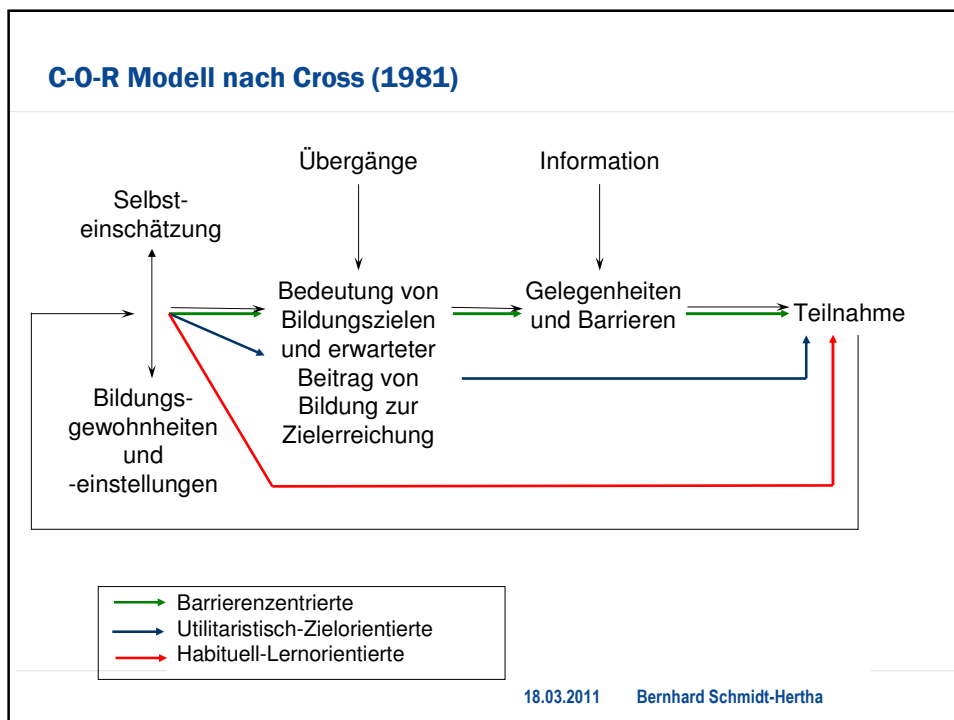 C-O-R Modell nach Cross (1981)
Übergänge
Information
Selbst-
einschätzung
Bedeutung von
Bildungszielen
und erwarteter
Beitrag von
Bildung zur
Zielerreichung
Gelegenheiten
und Barrieren
Teilnahme
Bildungs-
gewohnheiten
und
-einstellungen
Barrierenzentrierte
Utilitaristisch-Zielorientierte
Habituell-Lernorientierte
18.03.2011 Bernhard Schmidt-Hertha